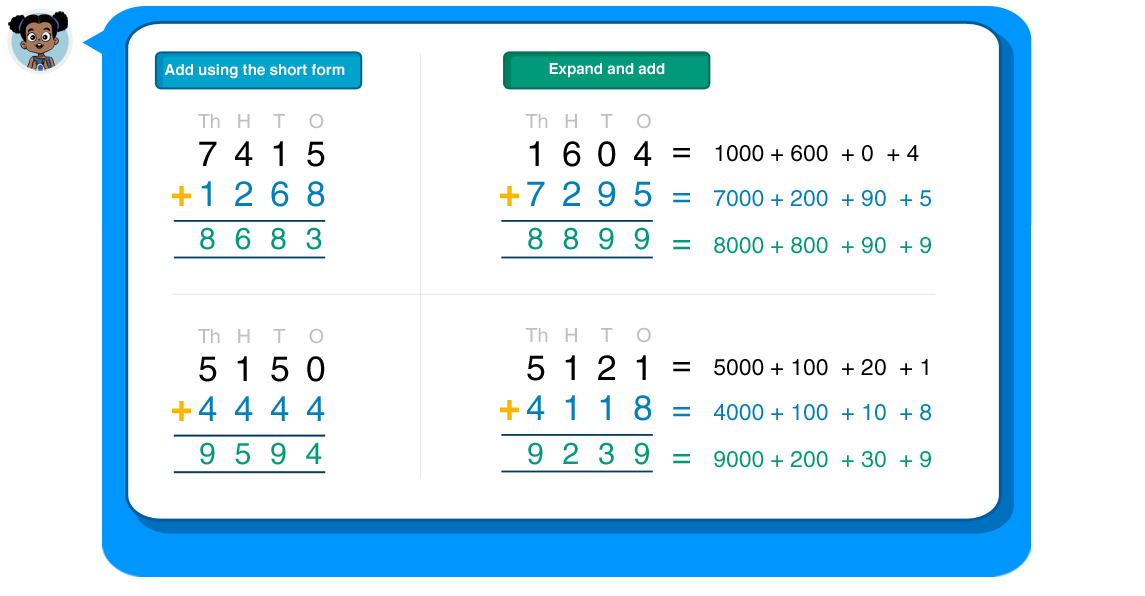 Add using the short form
Th H T O
7 4 1 5
+ 1 2 6 8
8 6 8 3
Expand and add
Th H T O
1 6 0 4 = 1000 + 600 + 0 + 4
+ 7 2 9 5 = 7000 + 200 + 90 + 5
8 8 9 9 = 8000 + 800 + 90 + 9
Th H T O
5 1 5 0
+ 4 4 4 4
9 5 9 4
Th H T O
5 1 2 1 = 5000 + 100 + 20 + 1
+ 4 1 1 8 = 4000 + 100 + 10 + 8
9 2 3 9 = 9000 + 200 + 30 + 9